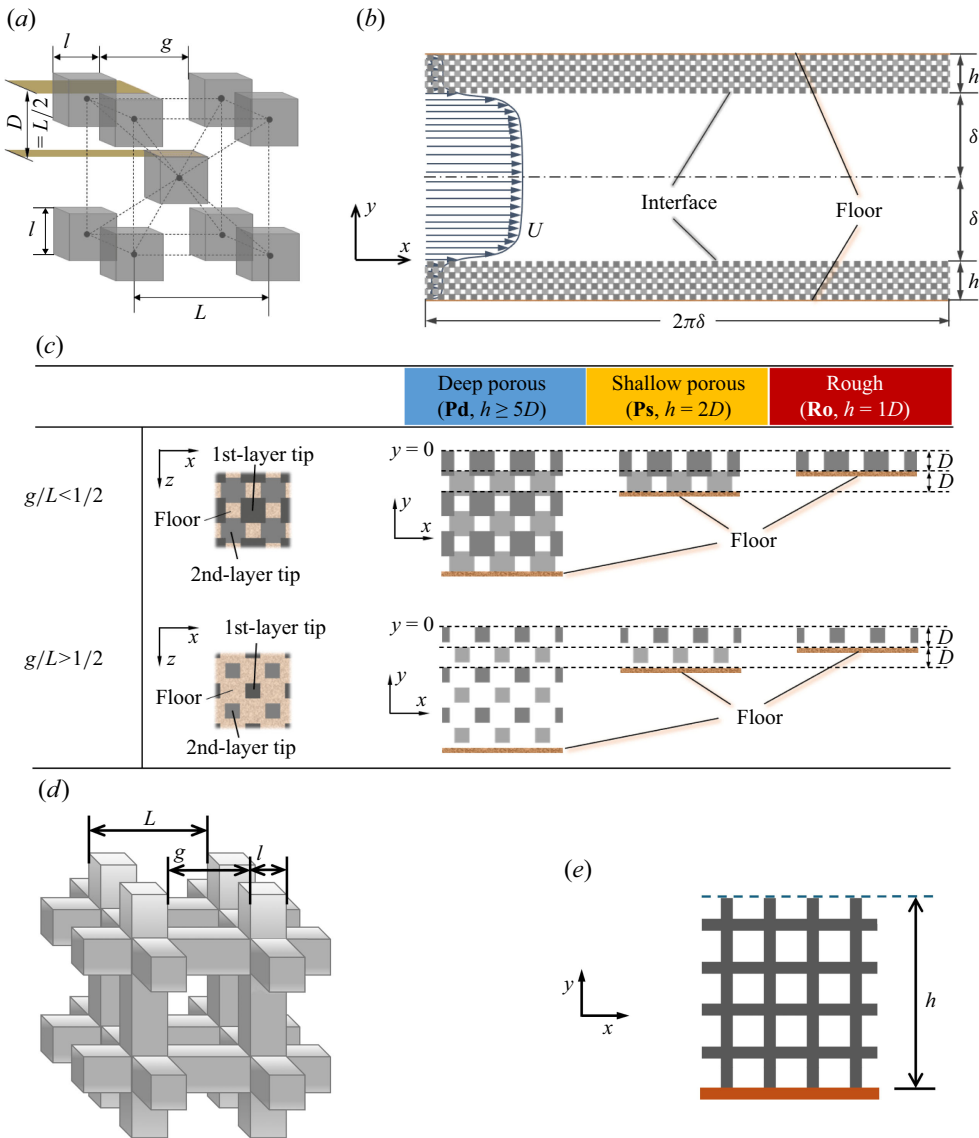 (a)
l
g
D
= L/2
l
L
(b)
h
δ
δ
h
Interface
Floor
U
y
x
2πδ
(c)
Deep porous
(Pd, h ≥ 5D)
Shallow porous
(Ps, h = 2D)
Rough
(Ro, h = 1D)
g/L<1/2
x
z
1st-layer tip
Floor
2nd-layer tip
y = 0
y
x
D
D
Floor
g/L>1/2
x
z
1st-layer tip
Floor
2nd-layer tip
y = 0
y
x
D
D
Floor
(d)
L
g
l
(e)
y
x
h